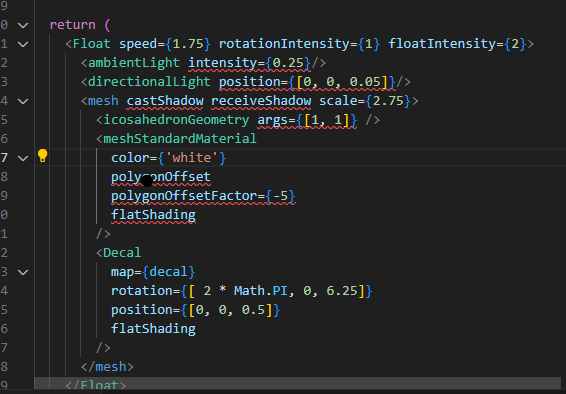 9
0 return (
1 <Float speed={1.75} rotationIntensity={1} floatIntensity={2}>
2 <ambientLight intensity={0.25}/>
3 <directionalLight position={[0, 0, 0.05]}/>
4 <mesh castShadow receiveShadow scale={2.75}>
5 <icosahedronGeometry args={[1, 1]} />
6 <meshStandardMaterial
7 color={'white'}
8 polygonOffset
9 polygonOffsetFactor={-5}
0 flatShading
1 />
2 <Decal
3 map={decal}
4 rotation={[ 2 * Math.PI, 0, 6.25]}
5 position={[0, 0, 0.5]}
6 flatShading
7 />
8 </mesh>
9 </Float>